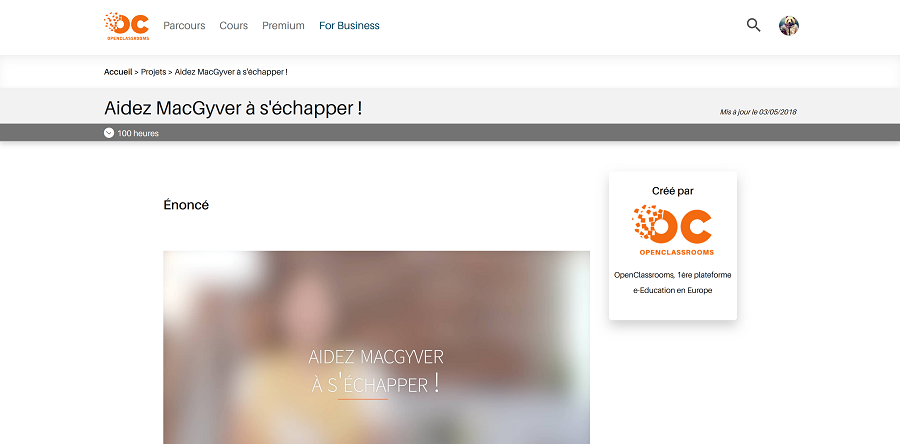 OC
OPENCLASSROOMS
Parcours Cours Premium For Business
Accueil > Projets > Aidez MacGyver à s'échapper !
Aidez MacGyver à s'échapper !
Mis à jour le 03/05/2018
100 heures
Énoncé
Créé par
OC
OPENCLASSROOMS
OpenClassrooms, 1ère plateforme
e-Education en Europe
AIDEZ MACGYVER
À S'ÉCHAPPER !